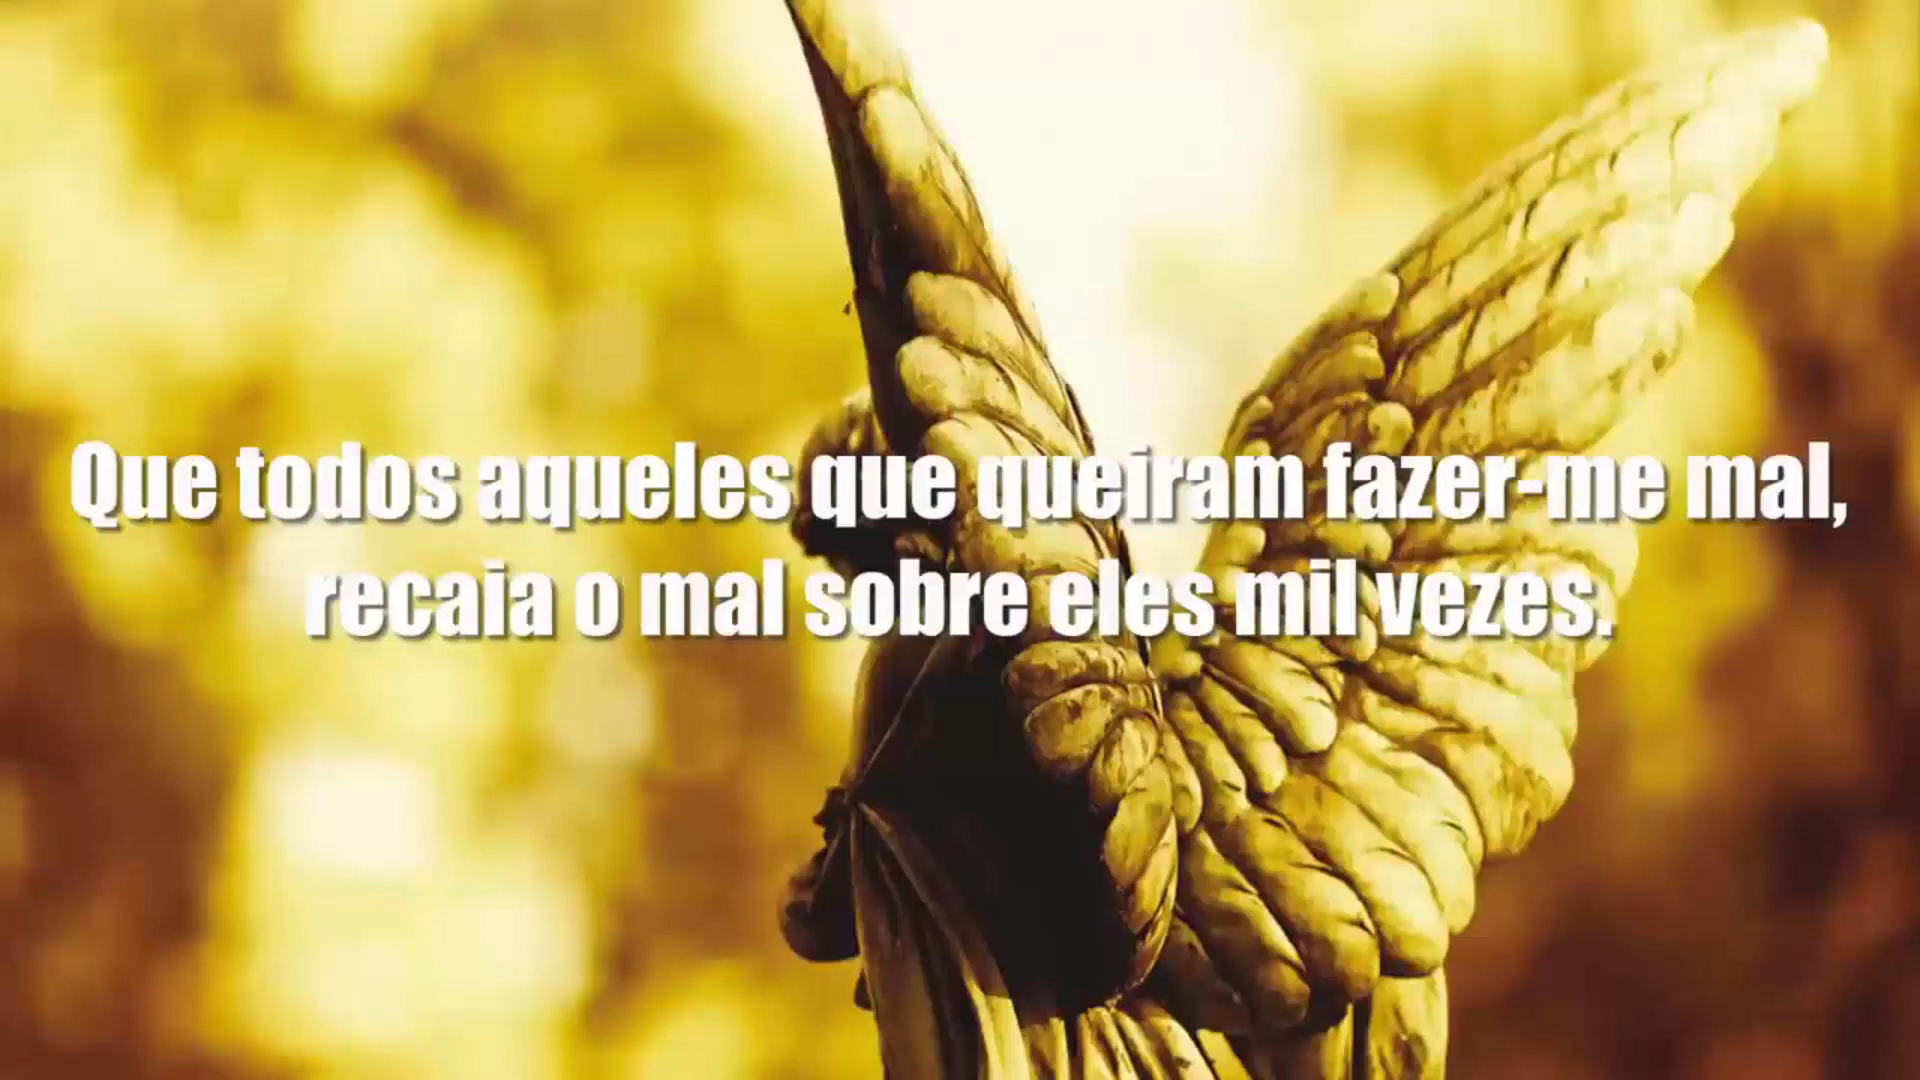 Que todos aqueles que queiram fazer-me mal,
recaia o mal sobre eles mil vezes.